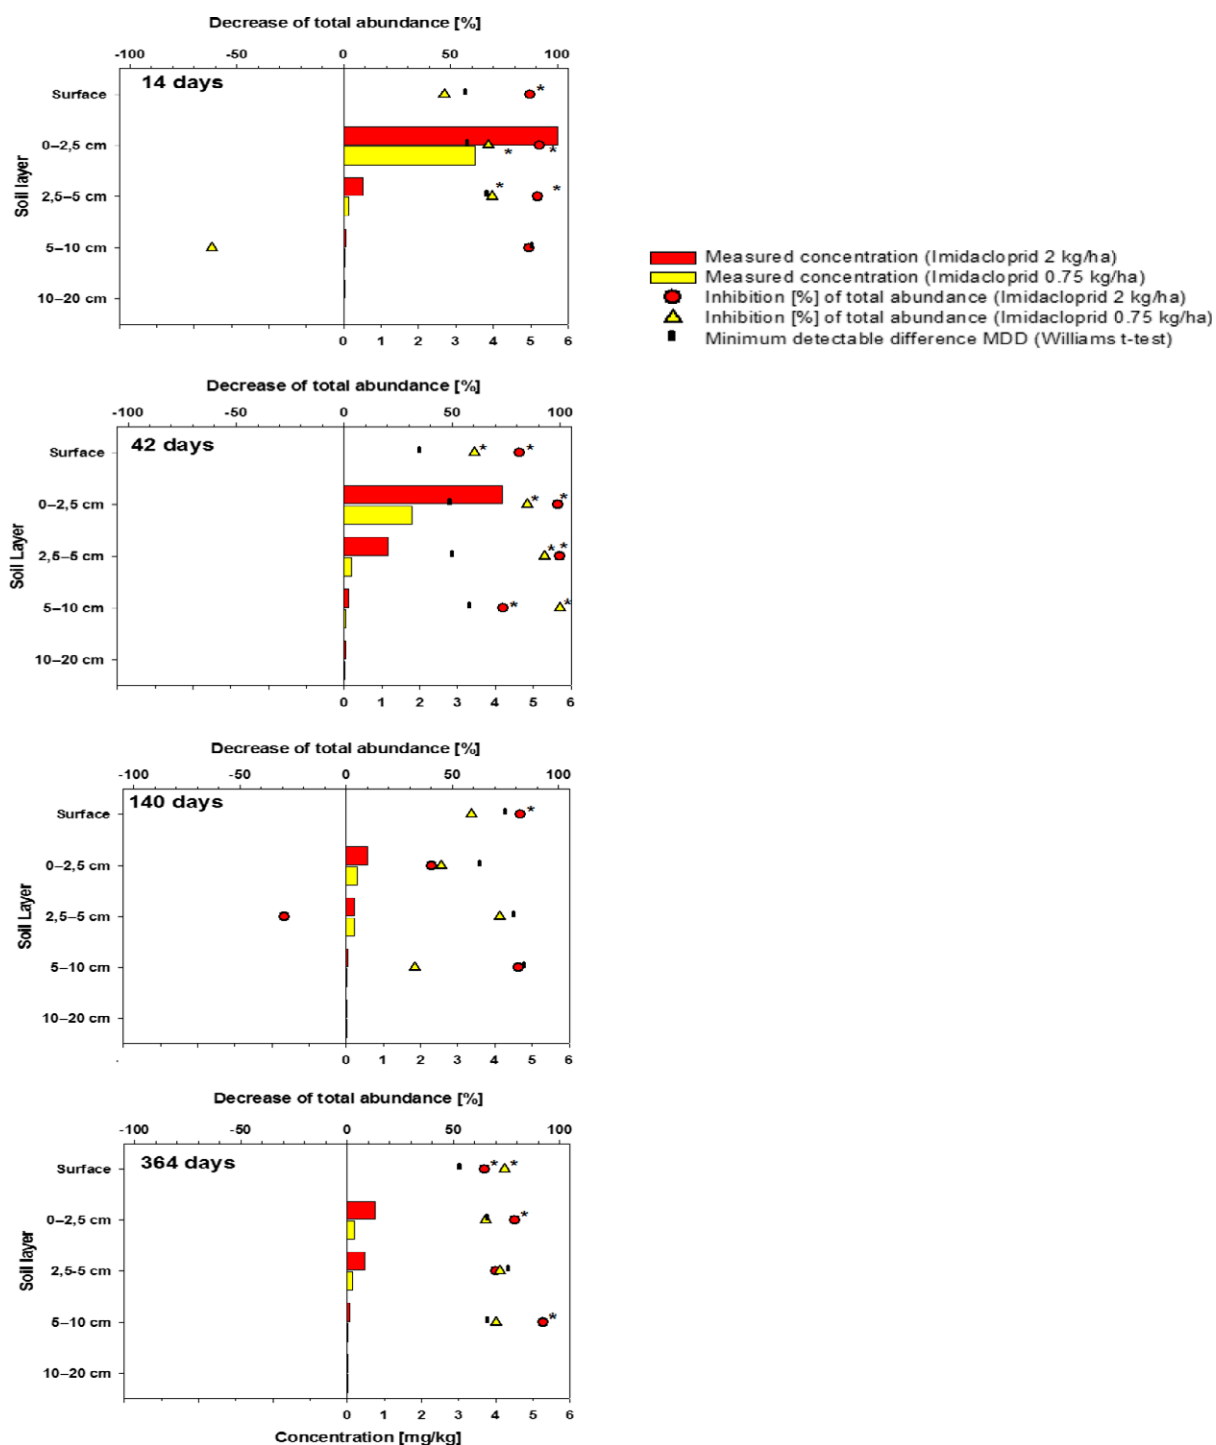 Decrease of total abundance [%]
-100 -50 0 50 100
14 days
Surface
0–2,5 cm
2,5–5 cm
5–10 cm
10–20 cm
Soil layer
* * * * *
0 1 2 3 4 5 6
Measured concentration (Imidacloprid 2 kg/ha)
Measured concentration (Imidacloprid 0.75 kg/ha)
Inhibition [%] of total abundance (Imidacloprid 2 kg/ha)
Inhibition [%] of total abundance (Imidacloprid 0.75 kg/ha)
Minimum detectable difference MDD (Williams t-test)
Decrease of total abundance [%]
-100 -50 0 50 100
42 days
Surface
0–2,5 cm
2,5–5 cm
5–10 cm
10–20 cm
Soil Layer
* * * * * * * *
0 1 2 3 4 5 6
Decrease of total abundance [%]
-100 -50 0 50 100
140 days
Surface
0–2,5 cm
2,5–5 cm
5–10 cm
10–20 cm
Soil Layer
*
0 1 2 3 4 5 6
Decrease of total abundance [%]
-100 -50 0 50 100
364 days
Surface
0–2,5 cm
2,5-5 cm
5–10 cm
10–20 cm
Soil layer
* * * *
0 1 2 3 4 5 6
Concentration [mg/kg]